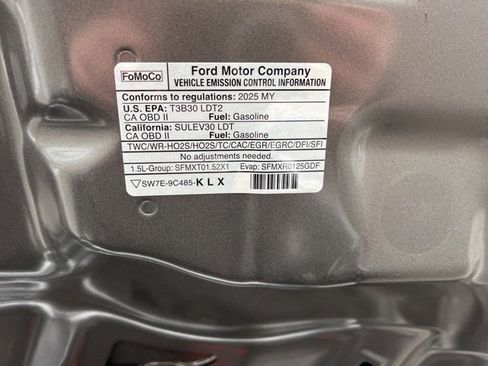 FoMoCo
Ford Motor Company
VEHICLE EMISSION CONTROL INFORMATION
Conforms to regulations: 2025 MY
U.S. EPA: T3B30 LDT2
CA OBD II Fuel: Gasoline
California: SULEV30 LDT
CA OBD II Fuel: Gasoline
TWC/WR-HO2S/HO2S/TC/CAC/EGR/EGRC/DFI/SFI
No adjustments needed.
1.5L-Group: SFMXT01.52X1 Evap: SFMXR0125GDF
SW7E-9C485-KLX